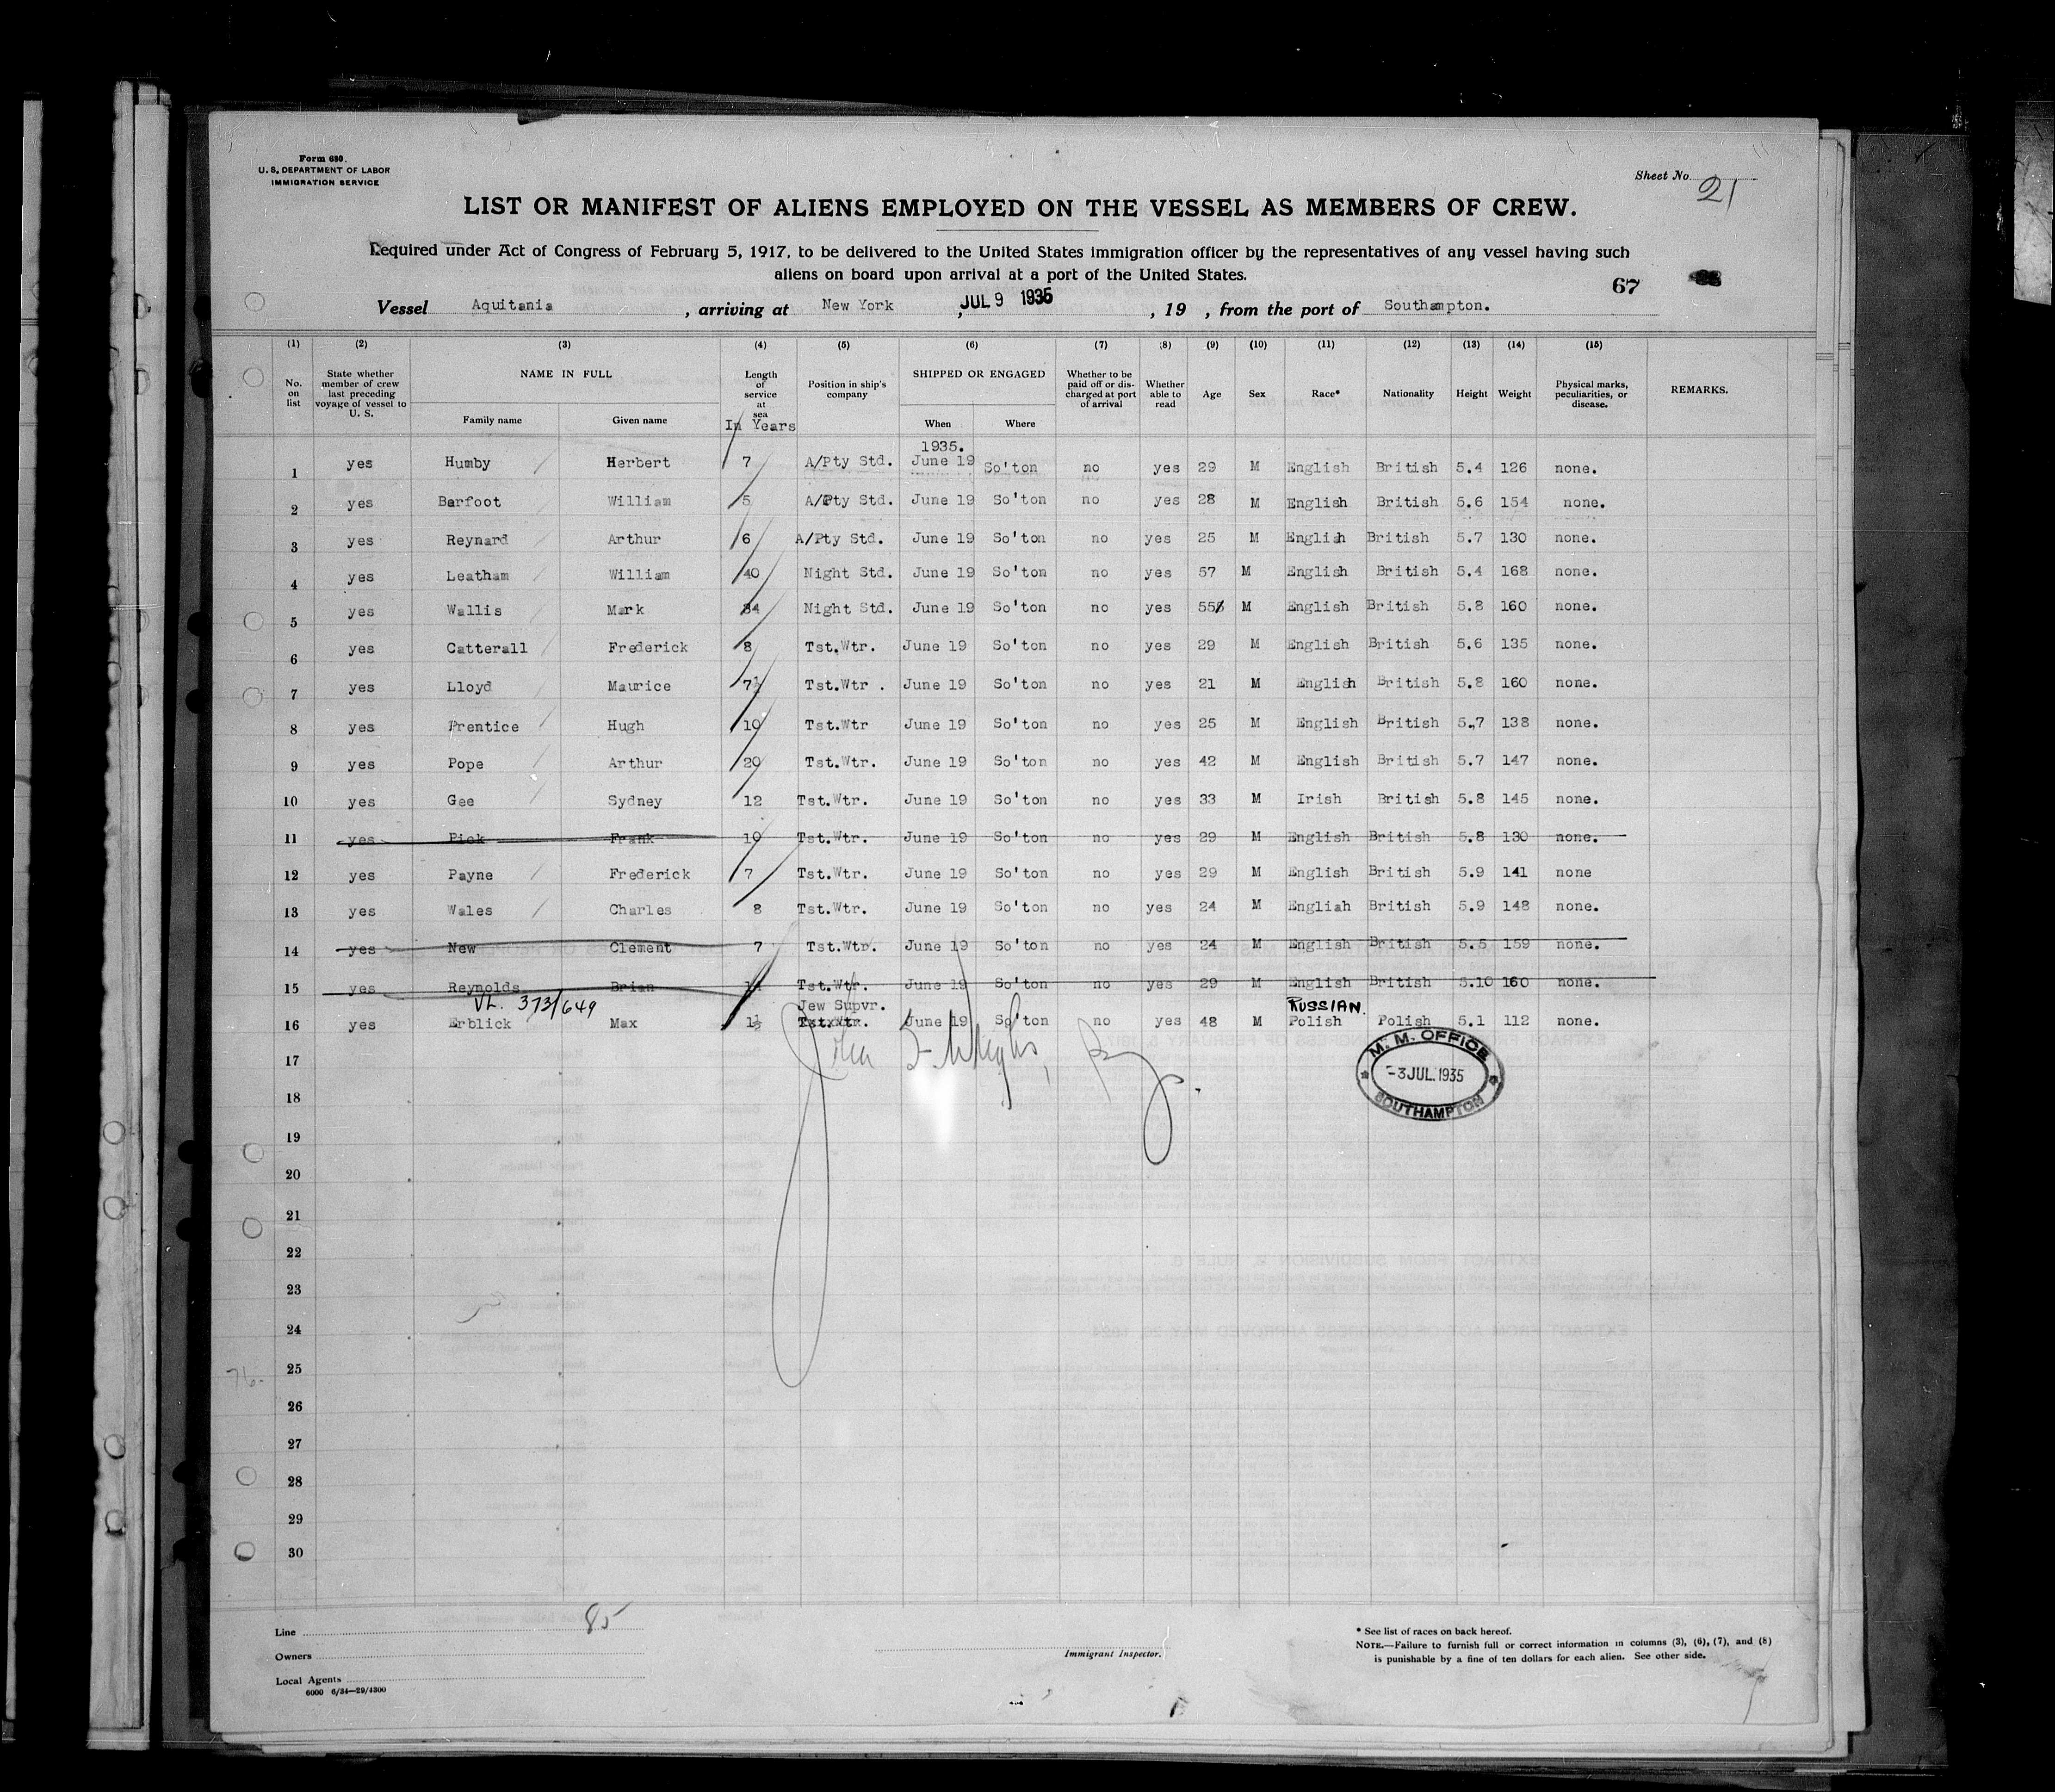 Form 680.
U. S. DEPARTMENT OF LABOR
IMMIGRATION SERVICE
Sheet No. 21
LIST OR MANIFEST OF ALIENS EMPLOYED ON THE VESSEL AS MEMBERS OF CREW.
Required under Act of Congress of February 5, 1917, to be delivered to the United States immigration officer by the representatives of any vessel having such
aliens on board upon arrival at a port of the United States.
67
Vessel Aquitania , arriving at New York , JUL 9 1935 , 19 , from the port of Southampton.
(1) (2) (3) (4) (5) (6) (7) (8) (9) (10) (11) (12) (13) (14) (15)
No. on list State whether member of crew last preceding voyage of vessel to U. S. NAME IN FULL Family name Given name Length of service at sea In Years Position in ship's company SHIPPED OR ENGAGED When Where Whether to be paid off or discharged at port of arrival Whether able to read Age Sex Race* Nationality Height Weight Physical marks, peculiarities, or disease. REMARKS.
1935.
1 yes Humby Herbert 7 A/Pty Std. June 19 So'ton no yes 29 M English British 5.4 126 none.
2 yes Barfoot William 5 A/Pty Std. June 19 So'ton no yes 28 M English British 5.6 154 none.
3 yes Reynard Arthur 6 A/Pty Std. June 19 So'ton no yes 25 M English British 5.7 130 none.
4 yes Leatham William 40 Night Std. June 19 So'ton no yes 57 M English British 5.4 168 none.
5 yes Wallis Mark 34 Night Std. June 19 So'ton no yes 55 M English British 5.8 160 none.
6 yes Catterall Frederick 8 Tst.Wtr. June 19 So'ton no yes 29 M English British 5.6 135 none.
7 yes Lloyd Maurice 7½ Tst.Wtr . June 19 So'ton no yes 21 M English British 5.8 160 none.
8 yes Prentice Hugh 10 Tst.Wtr June 19 So'ton no yes 25 M English British 5.7 138 none.
9 yes Pope Arthur 20 Tst.Wtr. June 19 So'ton no yes 42 M English British 5.7 147 none.
10 yes Gee Sydney 12 Tst.Wtr. June 19 So'ton no yes 33 M Irish British 5.8 145 none.
11 yes Pick Frank 10 Tst.Wtr. June 19 So'ton no yes 29 M English British 5.8 130 none.
12 yes Payne Frederick 7 Tst.Wtr. June 19 So'ton no yes 29 M English British 5.9 141 none
13 yes Wales Charles 8 Tst.Wtr. June 19 So'ton no yes 24 M Engliah British 5.9 148 none.
14 yes New Clement 7 Tst.Wtr. June 19 So'ton no yes 24 M English British 5.5 159 none.
15 yes Reynolds Brian Tst.Wtr. June 19 So'ton no yes 29 M English British 5.10 160 none.
VL. 373/649 Jew Supvr. RUSSIAN.
16 yes Erblick Max 1½ Tst.Wtr. June 19 So'ton no yes 48 M Polish Polish 5.1 112 none.
M. M. OFFICE
-3 JUL. 1935
SOUTHAMPTON
17
18
19
20
21
22
23
24
25
26
27
28
29
30
76-
Line 85
Owners
Local Agents
6000 6/34—29/4300
Immigrant Inspector.
* See list of races on back hereof.
NOTE.—Failure to furnish full or correct information in columns (3), (6), (7), and (8)
is punishable by a fine of ten dollars for each alien. See other side.